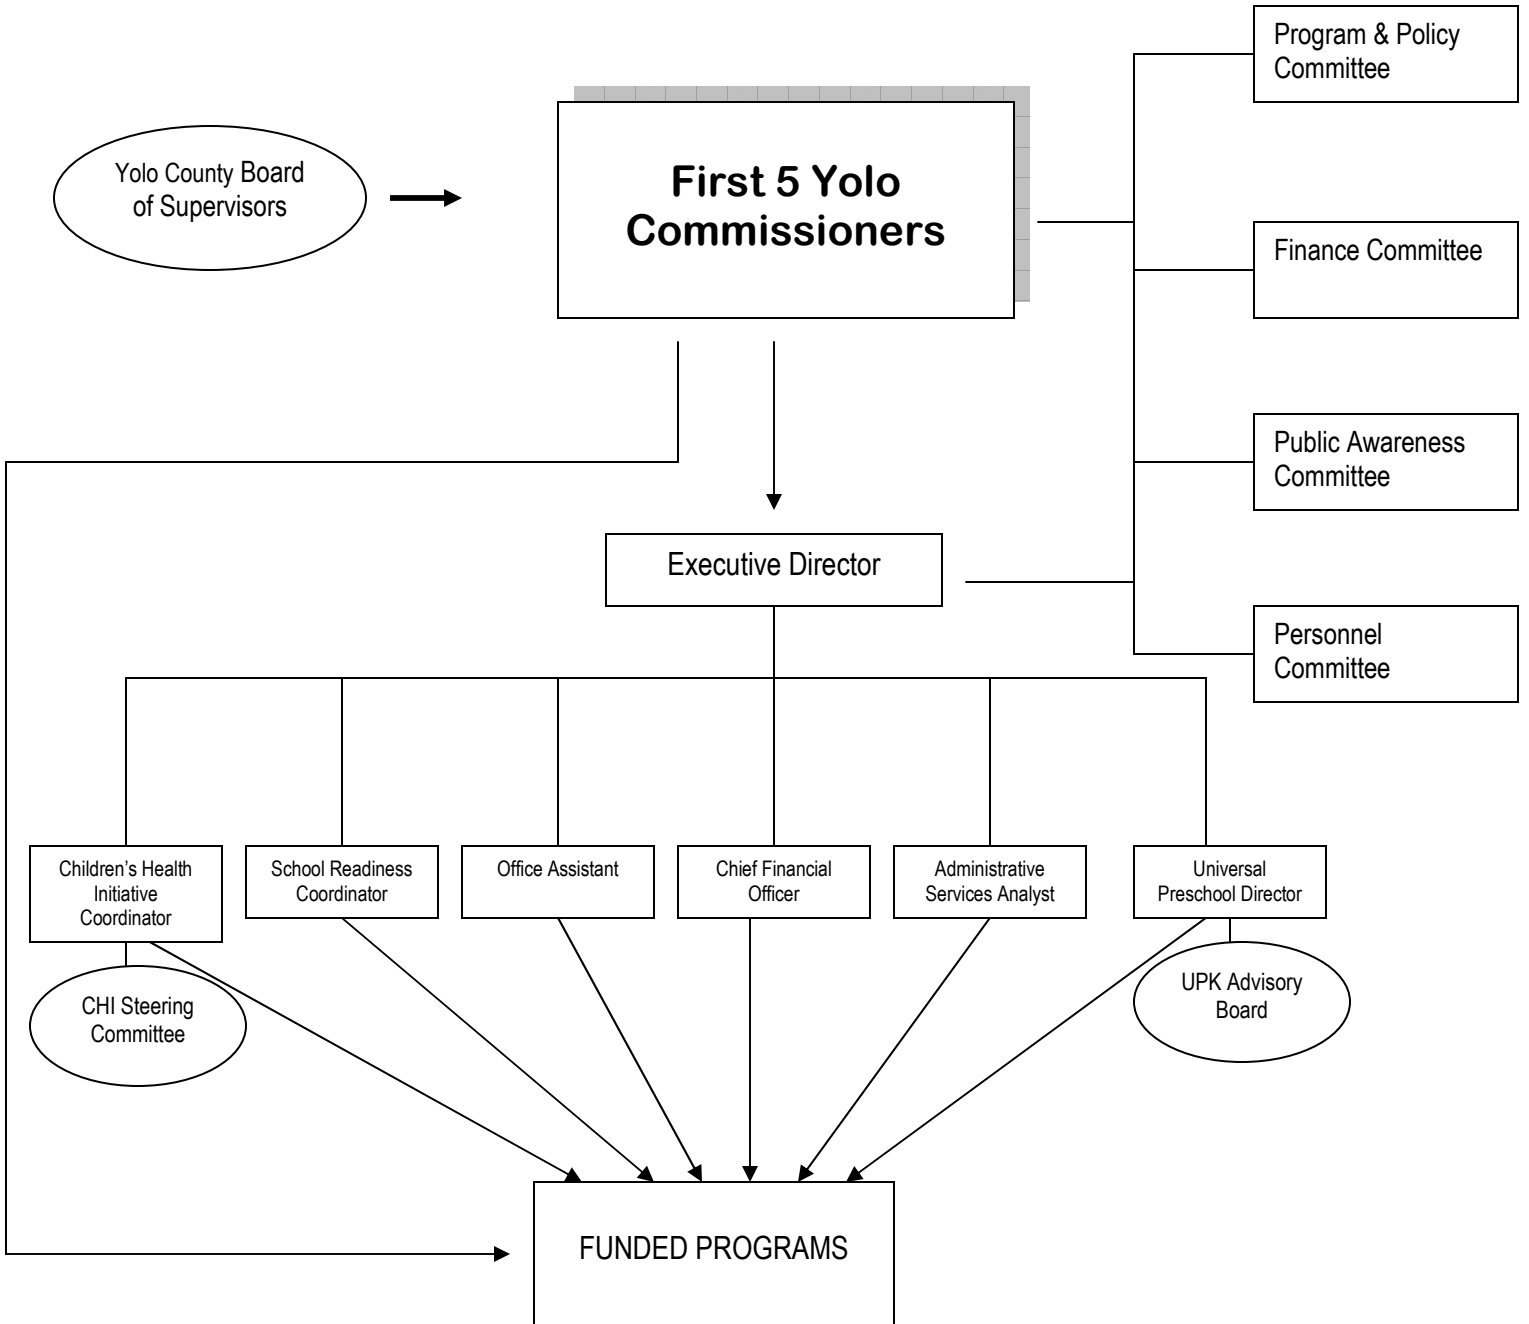 Program & Policy
Committee
Yolo County Board
of Supervisors
First 5 Yolo
Commissioners
Finance Committee
Public Awareness
Committee
Executive Director
Personnel
Committee
Children's Health
Initiative
Coordinator
School Readiness
Coordinator
Office Assistant
Chief Financial
Officer
Administrative
Services Analyst
Universal
Preschool Director
CHI Steering
Committee
UPK Advisory
Board
FUNDED PROGRAMS